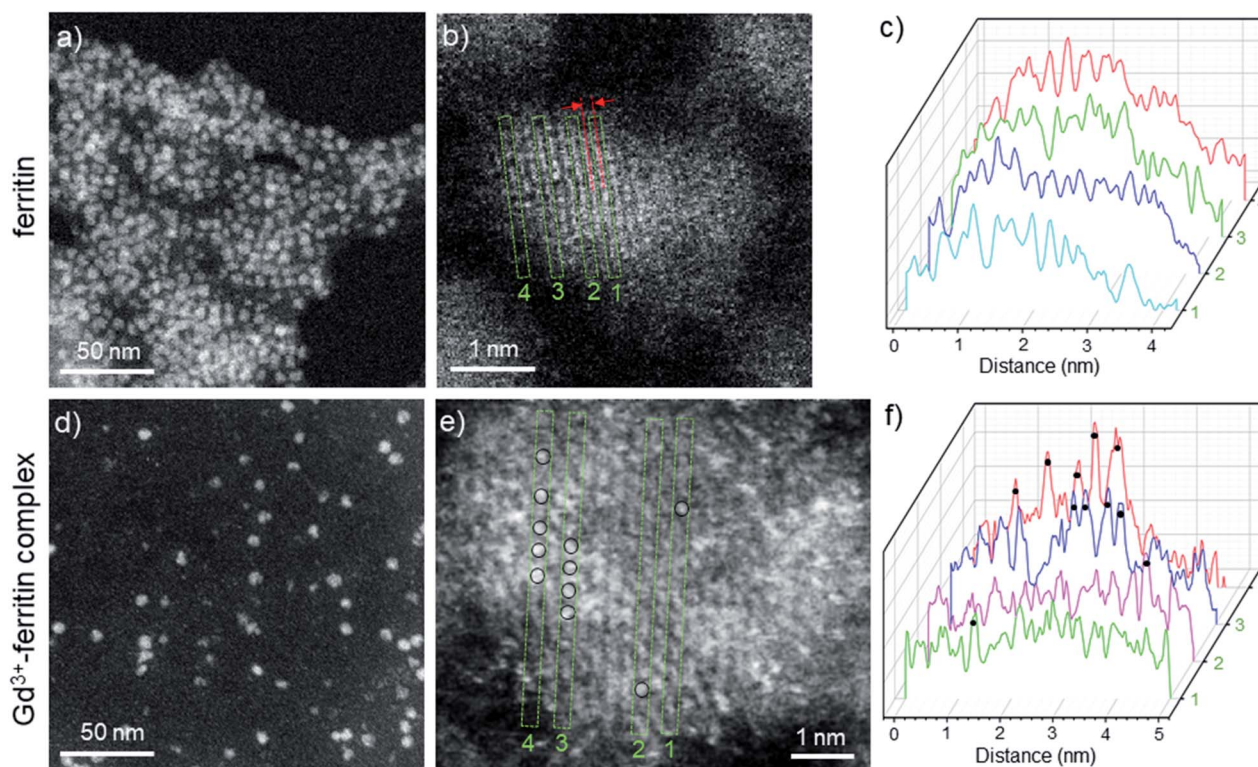 ferritin
a)
50 nm
b)
4 3 2 1
1 nm
c)
3
2
1
0 1 2 3 4
Distance (nm)
Gd³⁺-ferritin complex
d)
50 nm
e)
4 3 2 1
1 nm
f)
3
2
1
0 1 2 3 4 5
Distance (nm)